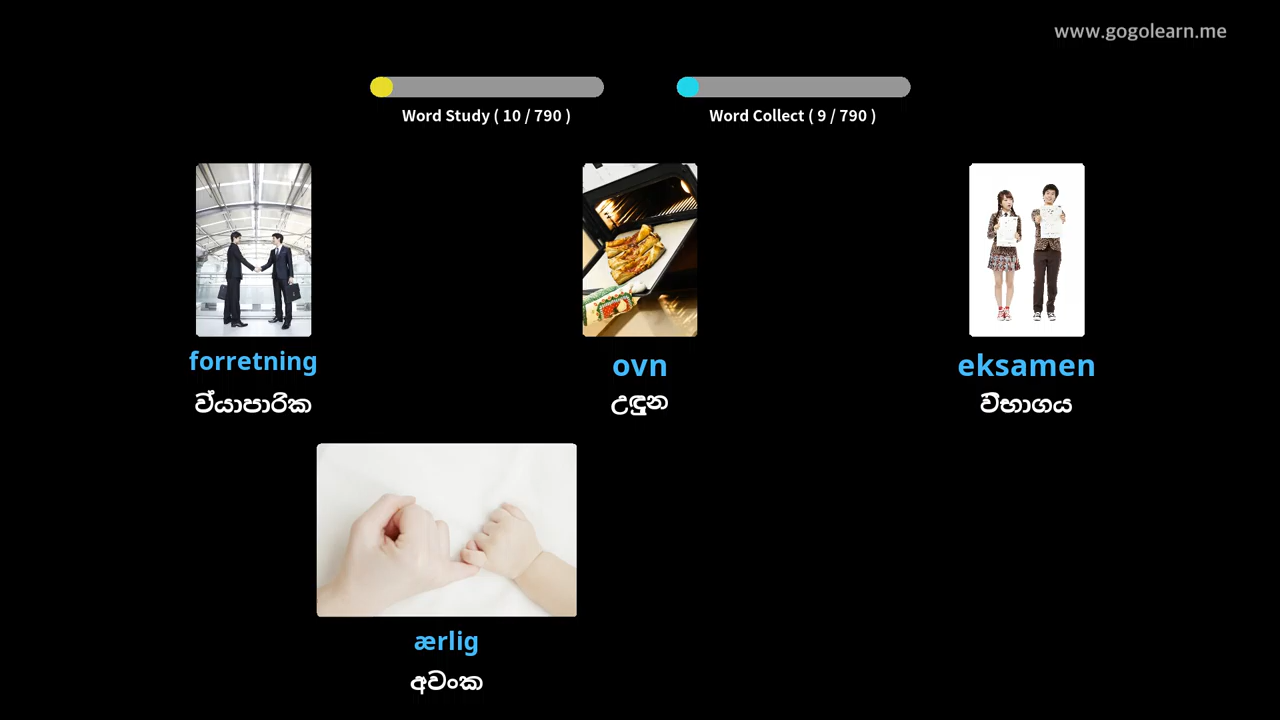 www.gogolearn.me
Word Study ( 10 / 790 )
Word Collect ( 9 / 790 )
forretning
ව්යාපාරික
ovn
උඳුන
eksamen
විභාගය
ærlig
අවංක